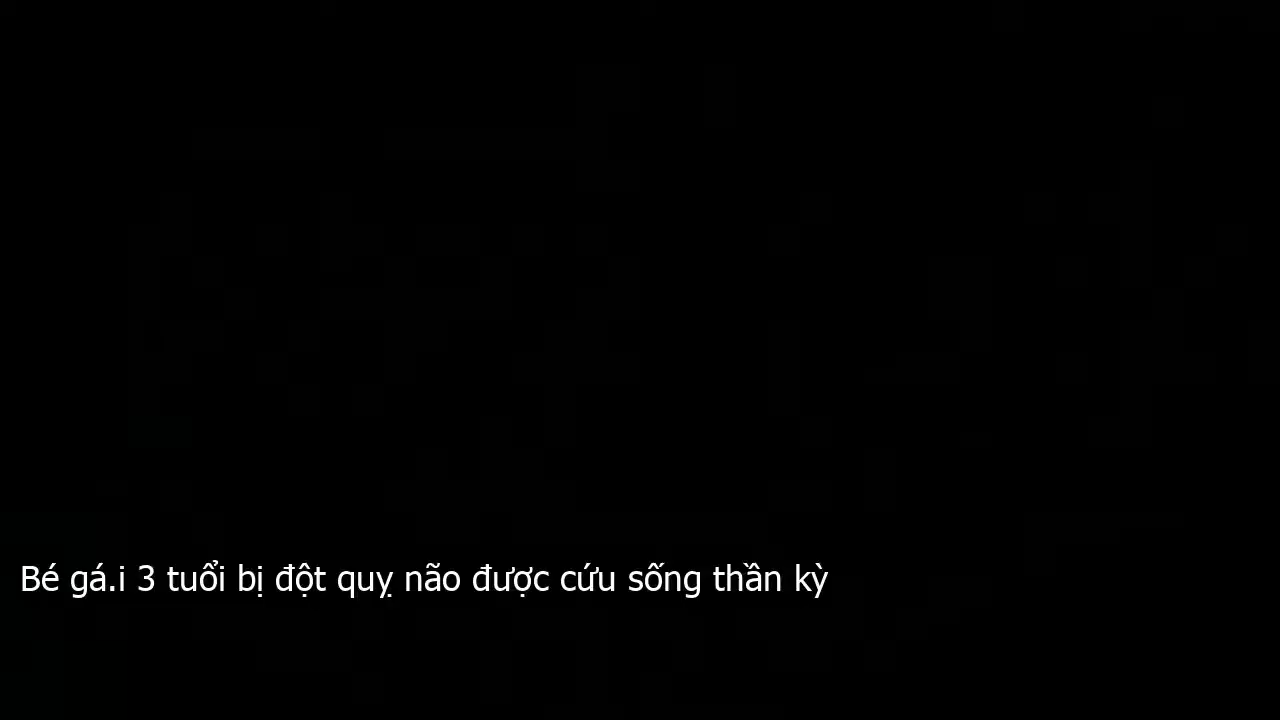 Bé gá.i 3 tuổi bị đột quỵ não được cứu sống thần kỳ